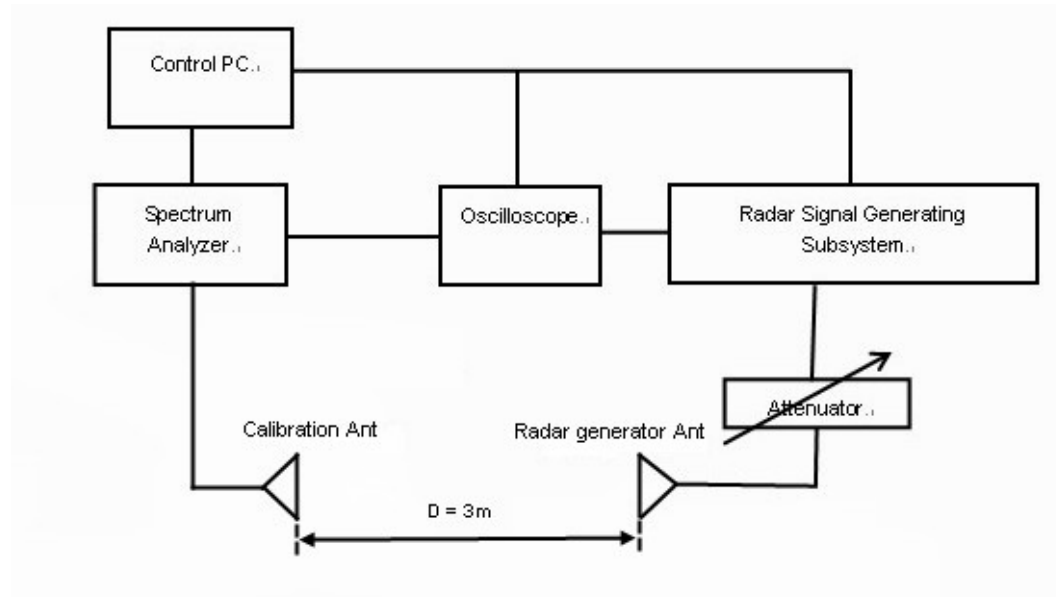 Control PC.
Spectrum
Analyzer.
Oscilloscope.
Radar Signal Generating
Subsystem.
Attenuator.
Calibration Ant
Radar generator Ant
D = 3m